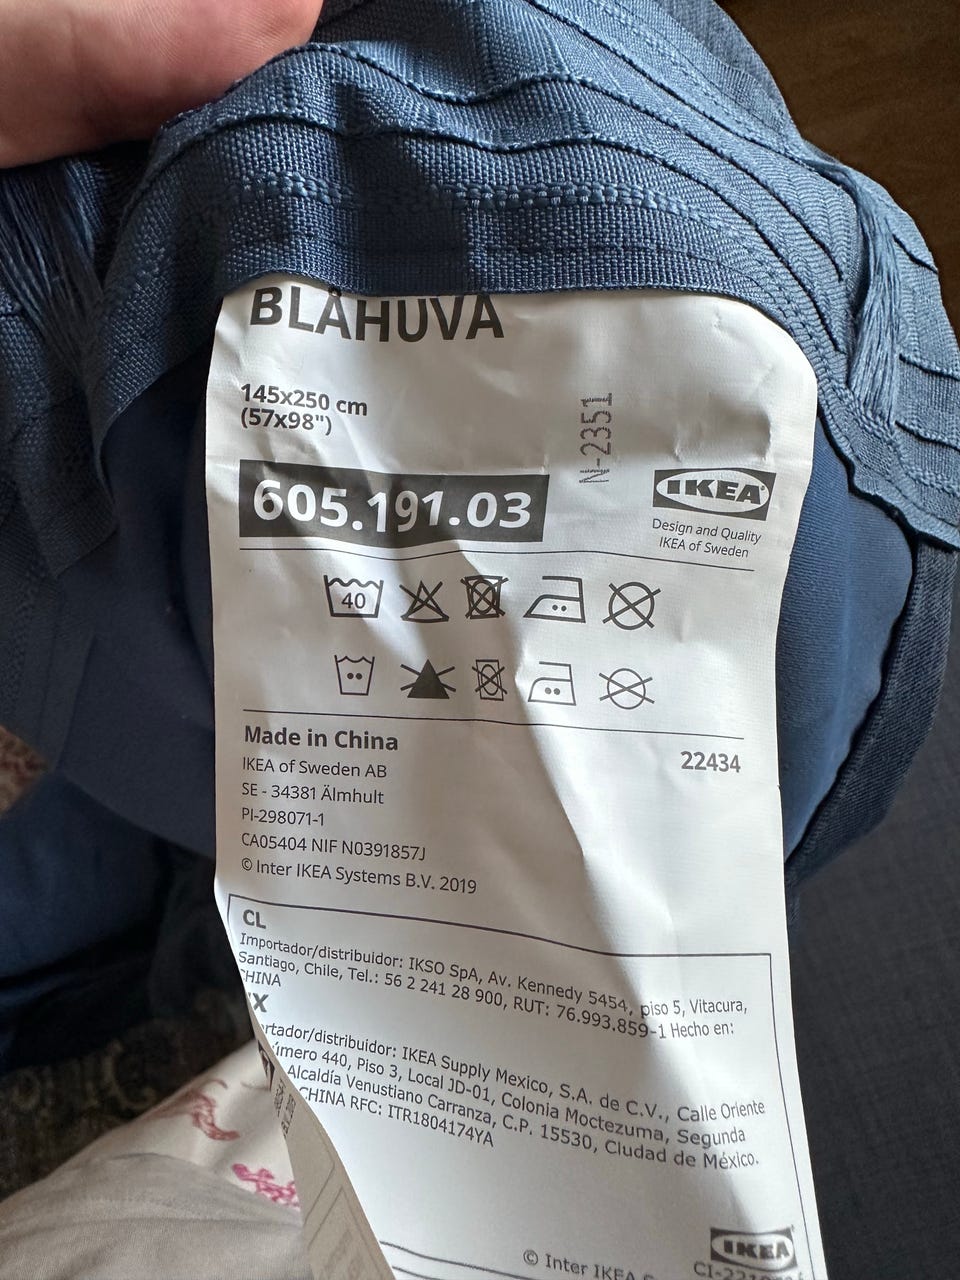 BLÅHUVA
145x250 cm
(57x98")
-2351
605.191.03
IKEA
Design and Quality
IKEA of Sweden
40
Made in China
22434
IKEA of Sweden AB
SE - 34381 Älmhult
PI-298071-1
CA05404 NIF N0391857J
© Inter IKEA Systems B.V. 2019
CL
Importador/distribuidor: IKSO SpA, Av. Kennedy 5454, piso 5, Vitacura,
Santiago, Chile, Tel.: 56 2 241 28 900, RUT: 76.993.859-1 Hecho en:
CHINA
X
rtador/distribuidor: IKEA Supply Mexico, S.A. de C.V., Calle Oriente
úmero 440, Piso 3, Local JD-01, Colonia Moctezuma, Segunda
Alcaldía Venustiano Carranza, C.P. 15530, Ciudad de México.
CHINA RFC: ITR1804174YA
IKEA
© Inter IKEA